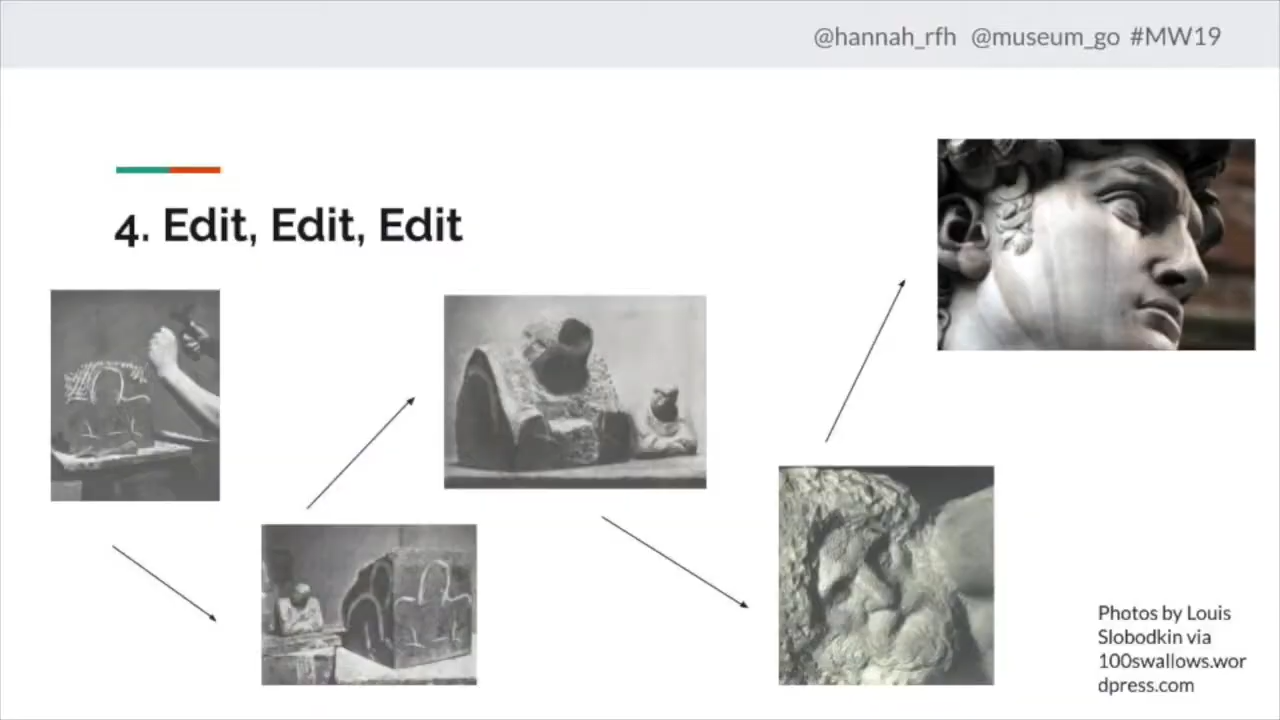 @hannah_rfh @museum_go #MW19
4. Edit, Edit, Edit
Photos by Louis
Slobodkin via
100swallows.wor
dpress.com